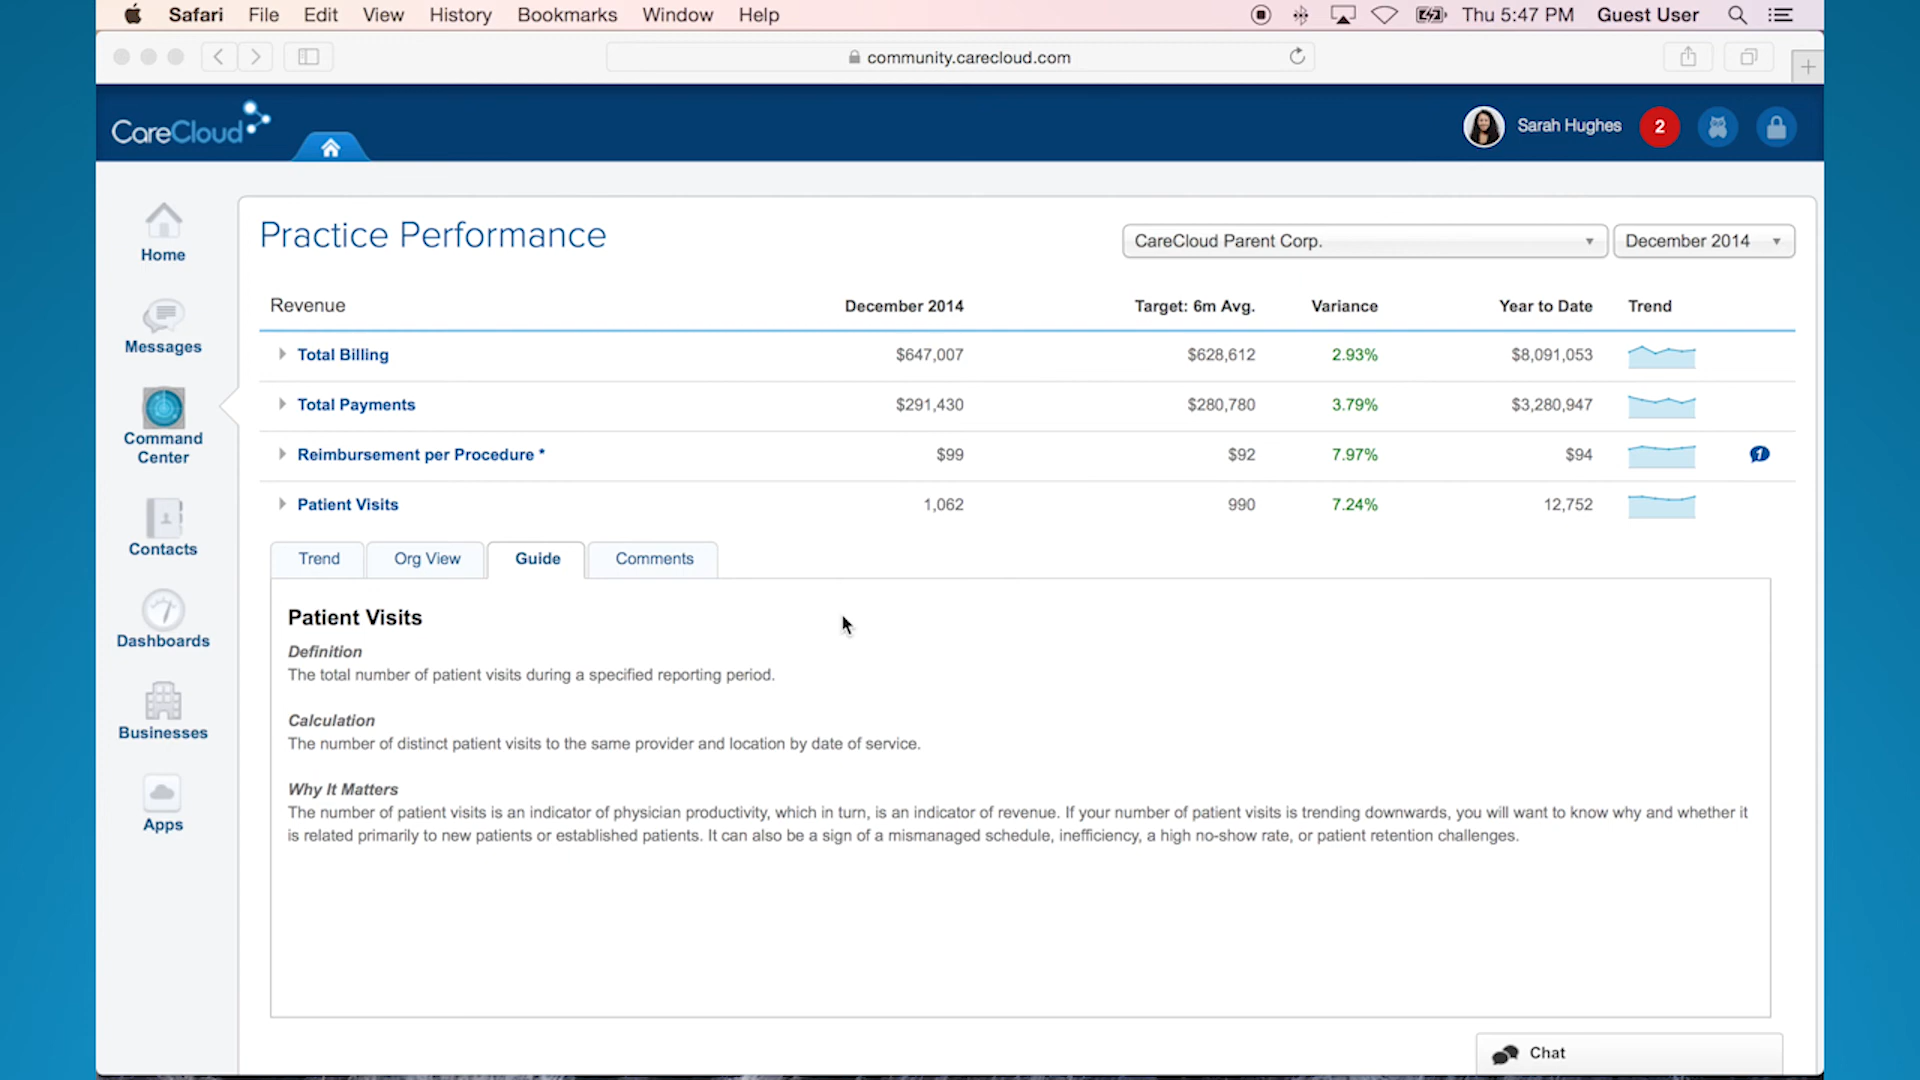 Safari File Edit View History Bookmarks Window Help Thu 5:47 PM Guest User
community.carecloud.com
CareCloud
Sarah Hughes 2
Home
Messages
Command Center
Contacts
Dashboards
Businesses
Apps
Practice Performance
CareCloud Parent Corp. December 2014
Revenue December 2014 Target: 6m Avg. Variance Year to Date Trend
Total Billing $647,007 $628,612 2.93% $8,091,053
Total Payments $291,430 $280,780 3.79% $3,280,947
Reimbursement per Procedure * $99 $92 7.97% $94 1
Patient Visits 1,062 990 7.24% 12,752
Trend Org View Guide Comments
Patient Visits
Definition
The total number of patient visits during a specified reporting period.
Calculation
The number of distinct patient visits to the same provider and location by date of service.
Why It Matters
The number of patient visits is an indicator of physician productivity, which in turn, is an indicator of revenue. If your number of patient visits is trending downwards, you will want to know why and whether it
is related primarily to new patients or established patients. It can also be a sign of a mismanaged schedule, inefficiency, a high no-show rate, or patient retention challenges.
Chat